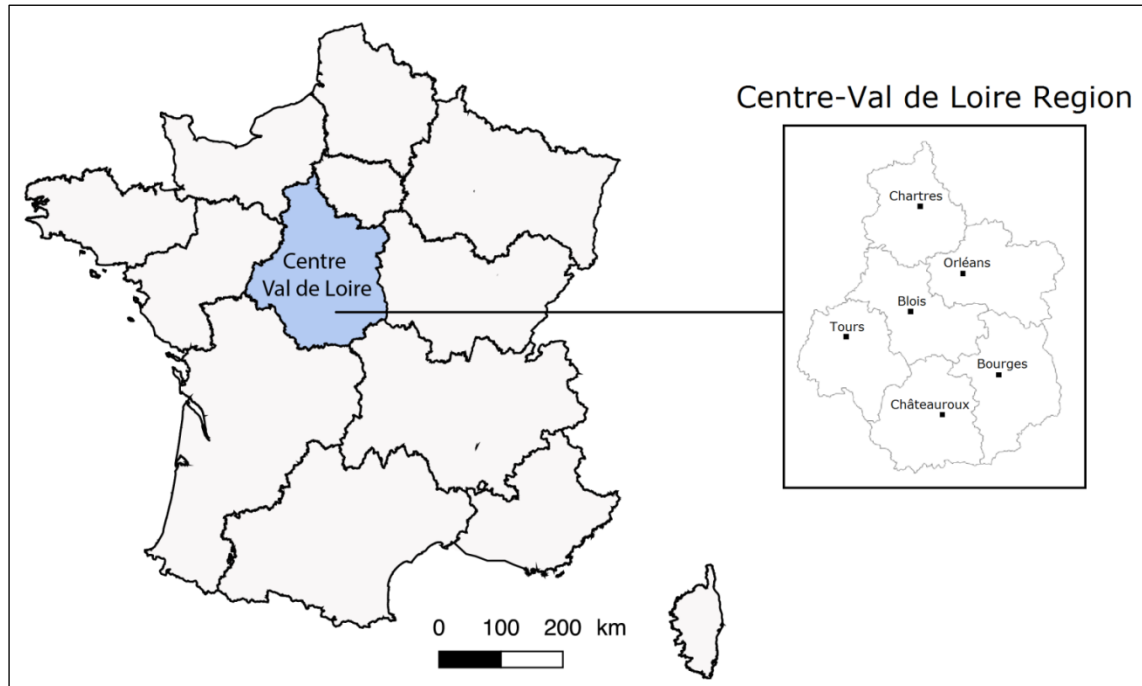 Centre-Val de Loire Region
Chartres
Orléans
Centre
Val de Loire
Blois
Tours
Bourges
Châteauroux
0 100 200 km